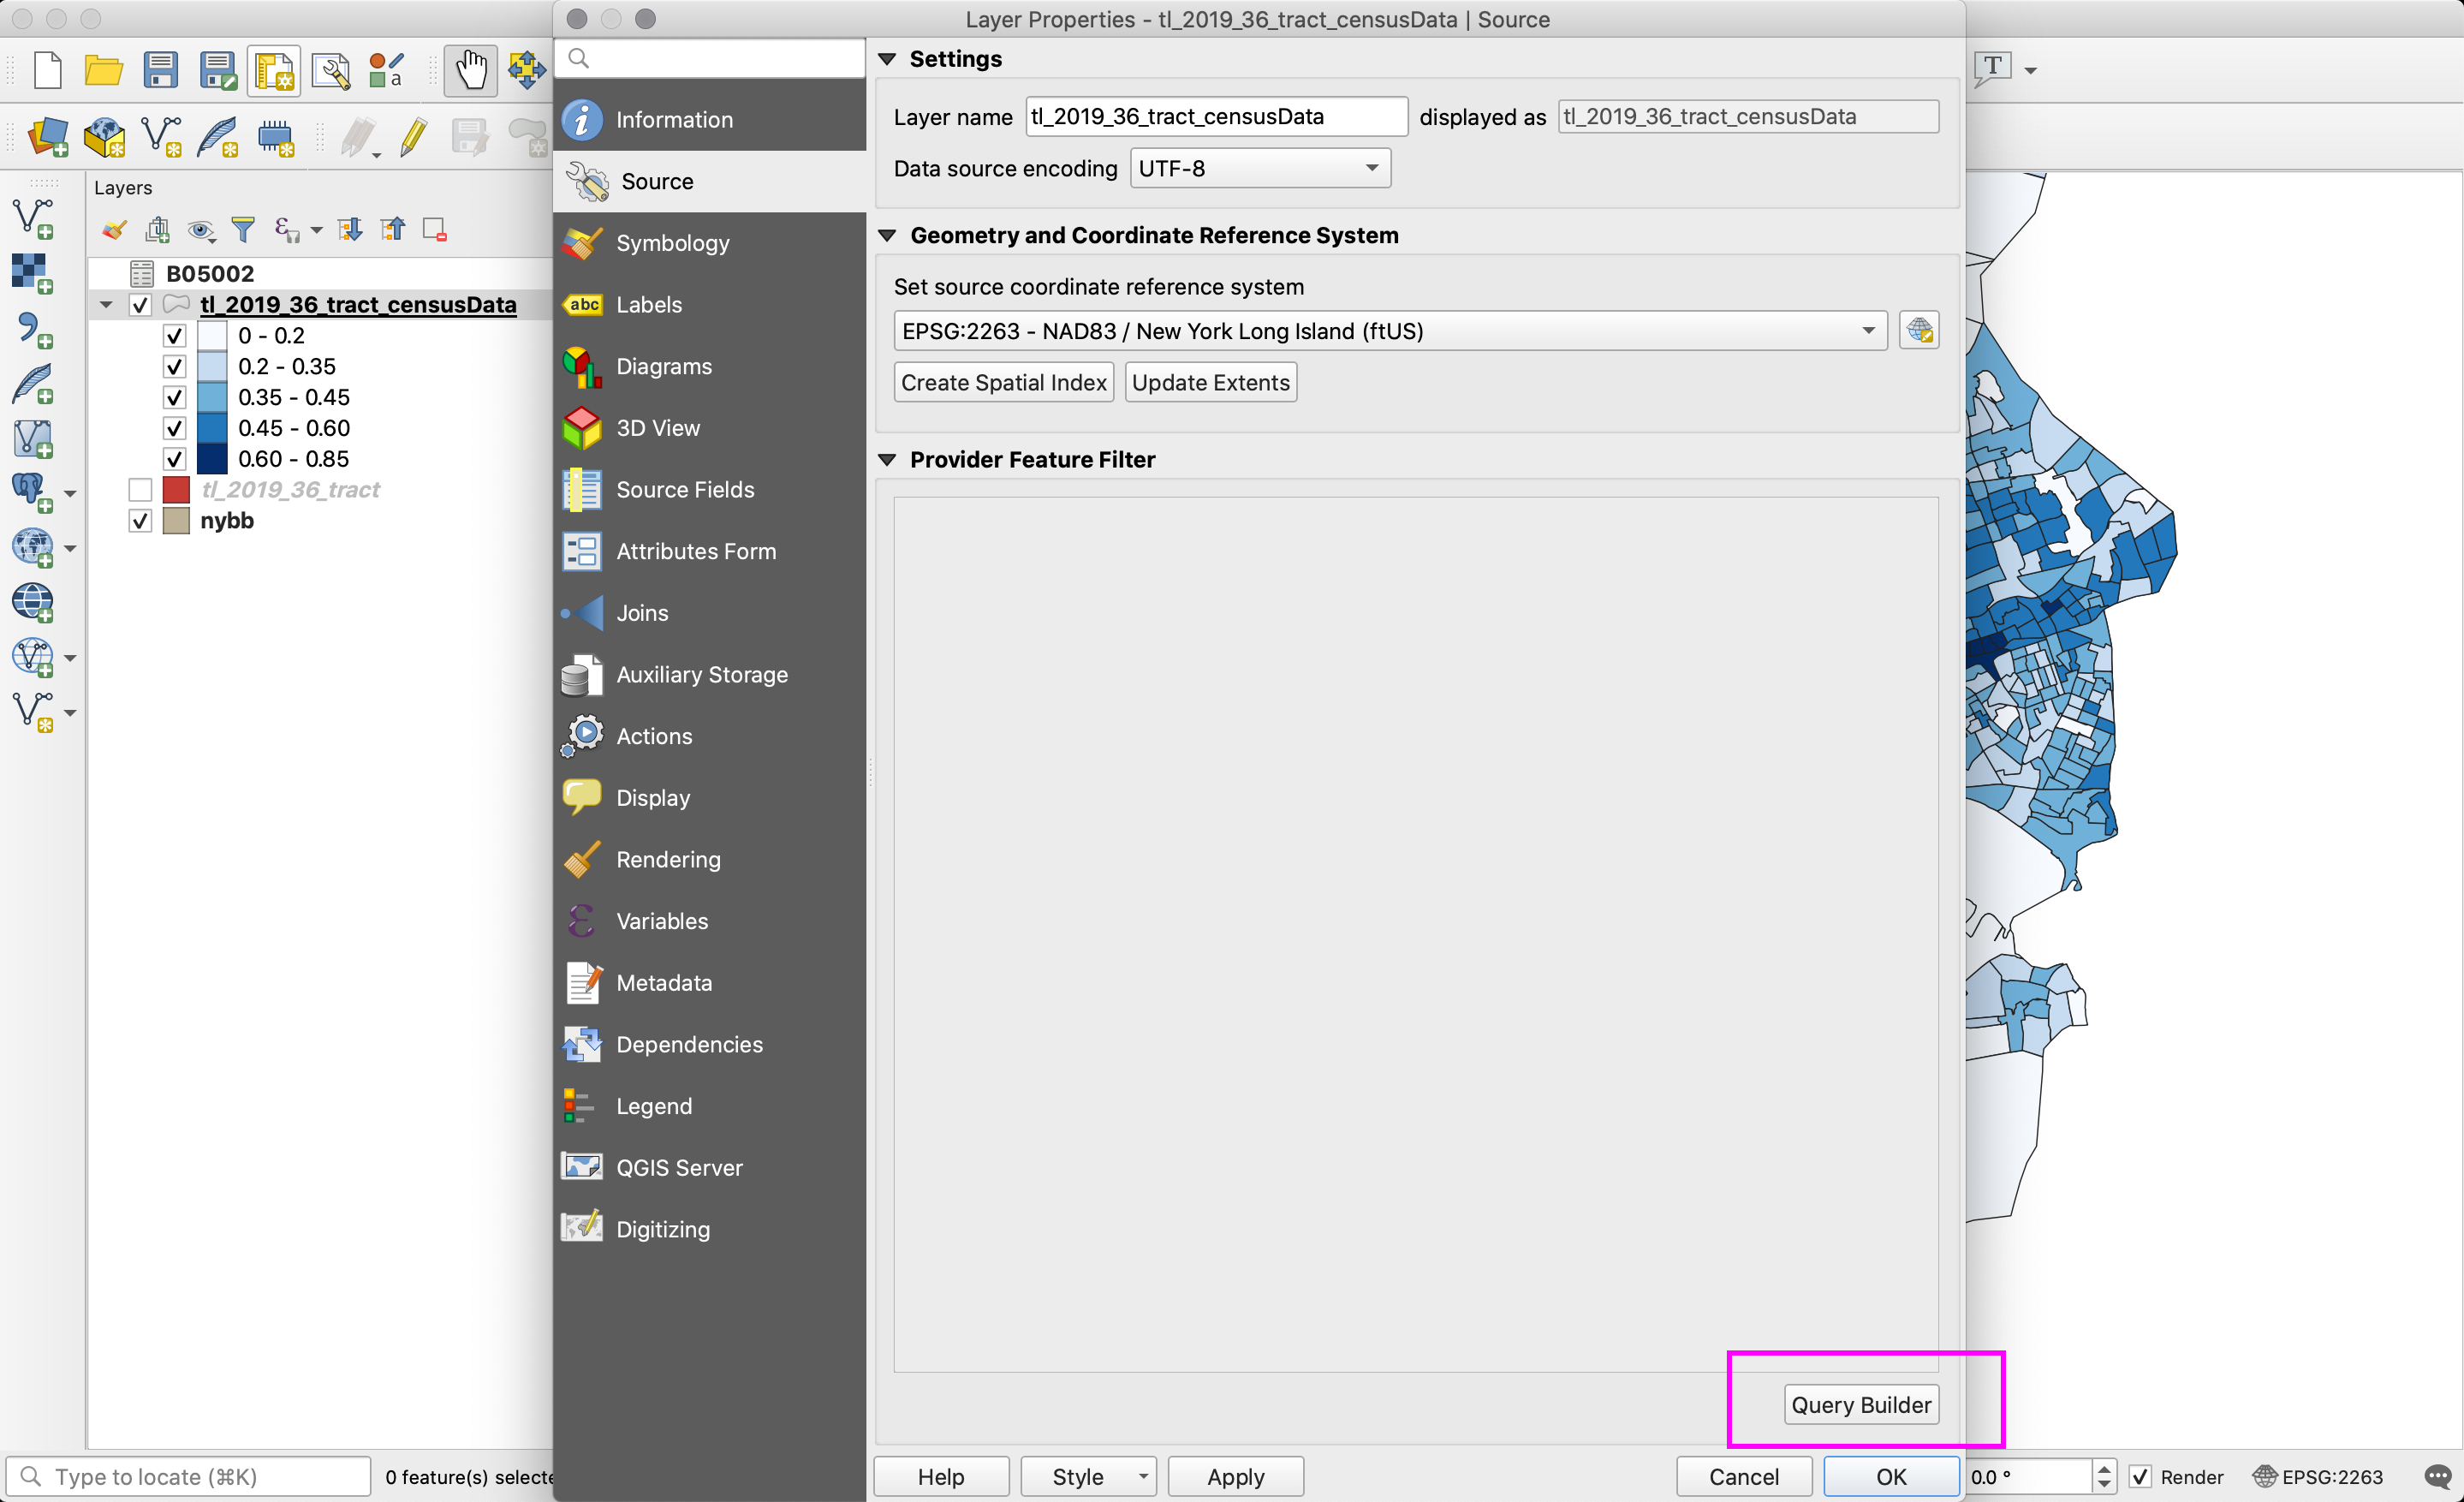 Layer Properties - tl_2019_36_tract_censusData | Source
a
T
Layers
B05002
tl_2019_36_tract_censusData
0 - 0.2
0.2 - 0.35
0.35 - 0.45
0.45 - 0.60
0.60 - 0.85
tl_2019_36_tract
nybb
Information
Source
Symbology
abc Labels
Diagrams
3D View
Source Fields
Attributes Form
Joins
Auxiliary Storage
Actions
Display
Rendering
Variables
Metadata
Dependencies
Legend
QGIS Server
Digitizing
Settings
Layer name tl_2019_36_tract_censusData displayed as tl_2019_36_tract_censusData
Data source encoding UTF-8
Geometry and Coordinate Reference System
Set source coordinate reference system
EPSG:2263 - NAD83 / New York Long Island (ftUS)
Create Spatial Index Update Extents
Provider Feature Filter
Query Builder
Help Style Apply Cancel OK
Type to locate (⌘K) 0 feature(s) selecte
0.0 ° Render EPSG:2263